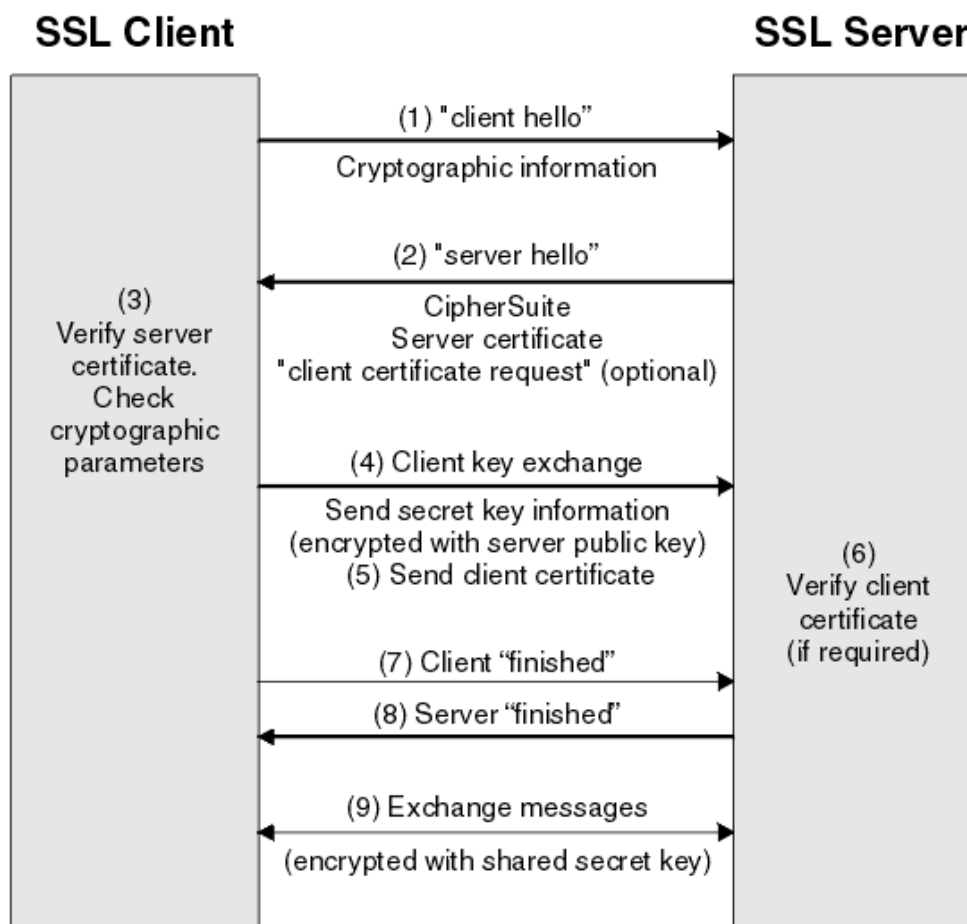 SSL Client
SSL Server
(1) "client hello”
Cryptographic information
(2) "server hello”
CipherSuite
Server certificate
"client certificate request" (optional)
(3)
Verify server
certificate.
Check
cryptographic
parameters
(4) Client key exchange
Send secret key information
(encrypted with server public key)
(5) Send client certificate
(6)
Verify client
certificate
(if required)
(7) Client “finished”
(8) Server “finished”
(9) Exchange messages
(encrypted with shared secret key)